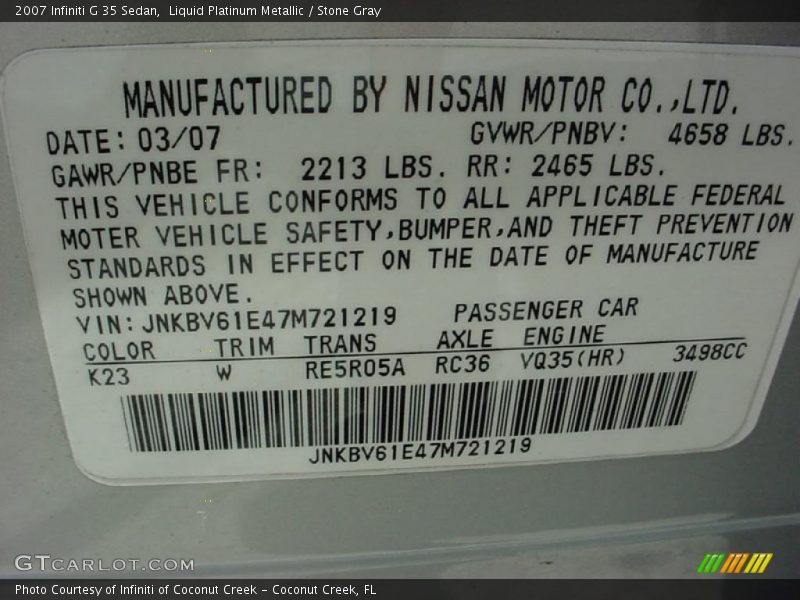 2007 Infiniti G 35 Sedan,  Liquid Platinum Metallic / Stone Gray
MANUFACTURED BY NISSAN MOTOR CO.,LTD.
DATE: 03/07 GVWR/PNBV: 4658 LBS.
GAWR/PNBE FR: 2213 LBS. RR: 2465 LBS.
THIS VEHICLE CONFORMS TO ALL APPLICABLE FEDERAL
MOTER VEHICLE SAFETY,BUMPER,AND THEFT PREVENTION
STANDARDS IN EFFECT ON THE DATE OF MANUFACTURE
SHOWN ABOVE.
VIN: JNKBV61E47M721219 PASSENGER CAR
COLOR TRIM TRANS AXLE ENGINE
K23 W RE5R05A RC36 VQ35(HR) 3498CC
JNKBV61E47M721219
GTCARLOT.COM
Photo Courtesy of Infiniti of Coconut Creek – Coconut Creek, FL